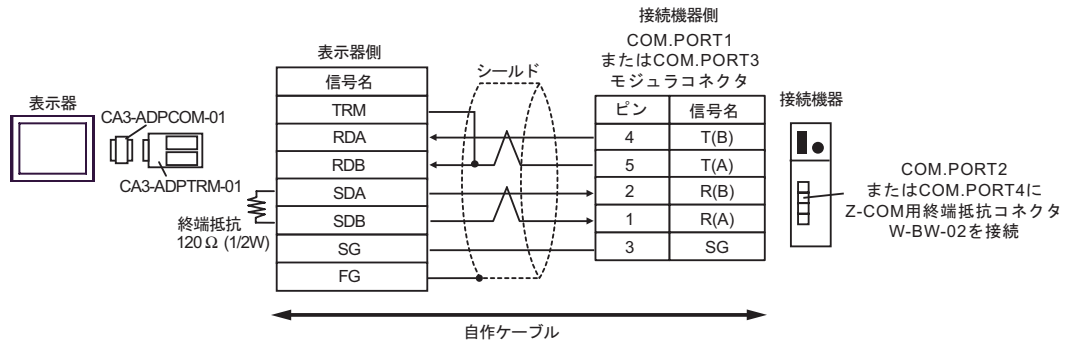 接続機器側
COM.PORT1
またはCOM.PORT3
モジュラコネクタ
表示器側
シールド
信号名
ピン 信号名
表示器
接続機器
CA3-ADPCOM-01
CA3-ADPTRM-01
TRM
RDA 4 T(B)
RDB 5 T(A)
SDA 2 R(B)
SDB 1 R(A)
SG 3 SG
FG
終端抵抗
120Ω (1/2W)
COM.PORT2
またはCOM.PORT4に
Z-COM用終端抵抗コネクタ
W-BW-02を接続
自作ケーブル